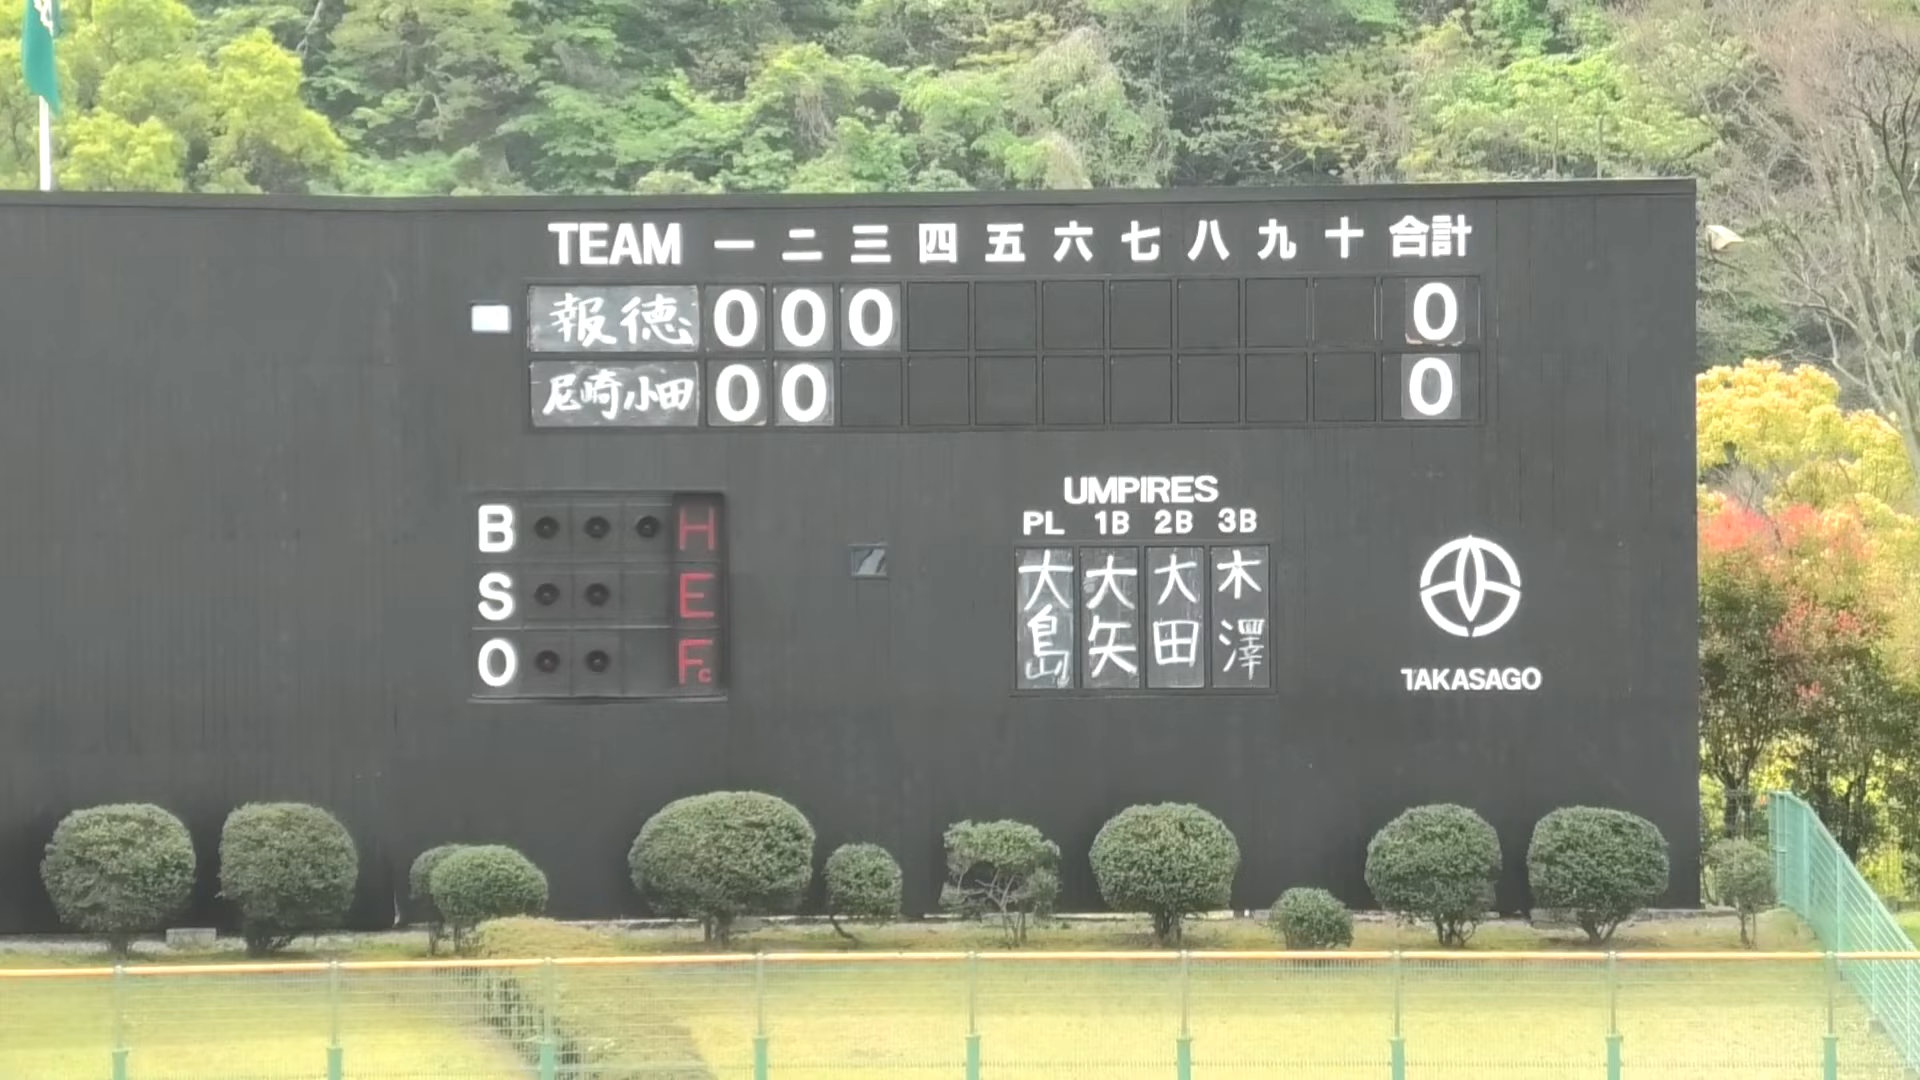 TEAM 一 二 三 四 五 六 七 八 九 十 合計
報徳 0 0 0 0
尼崎小田 0 0 0
B H
S E
O Fc
UMPIRES
PL 1B 2B 3B
大島 大矢 大田 木澤
TAKASAGO